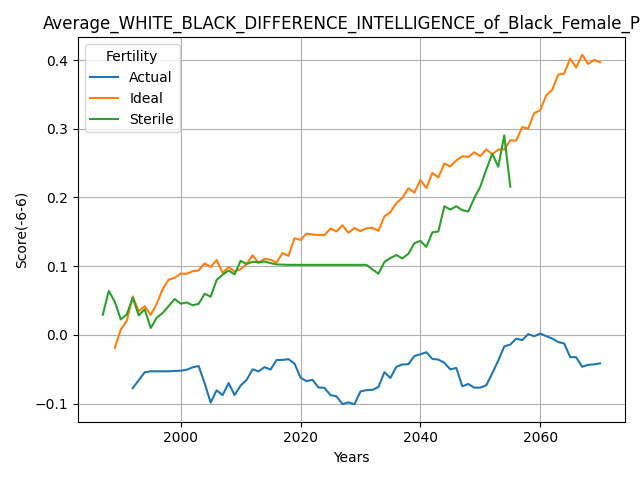 Average_WHITE_BLACK_DIFFERENCE_INTELLIGENCE_of_Black_Female_P
Fertility
Actual
Ideal
Sterile
Score(-6-6)
0.4
0.3
0.2
0.1
0.0
−0.1
2000 2020 2040 2060
Years